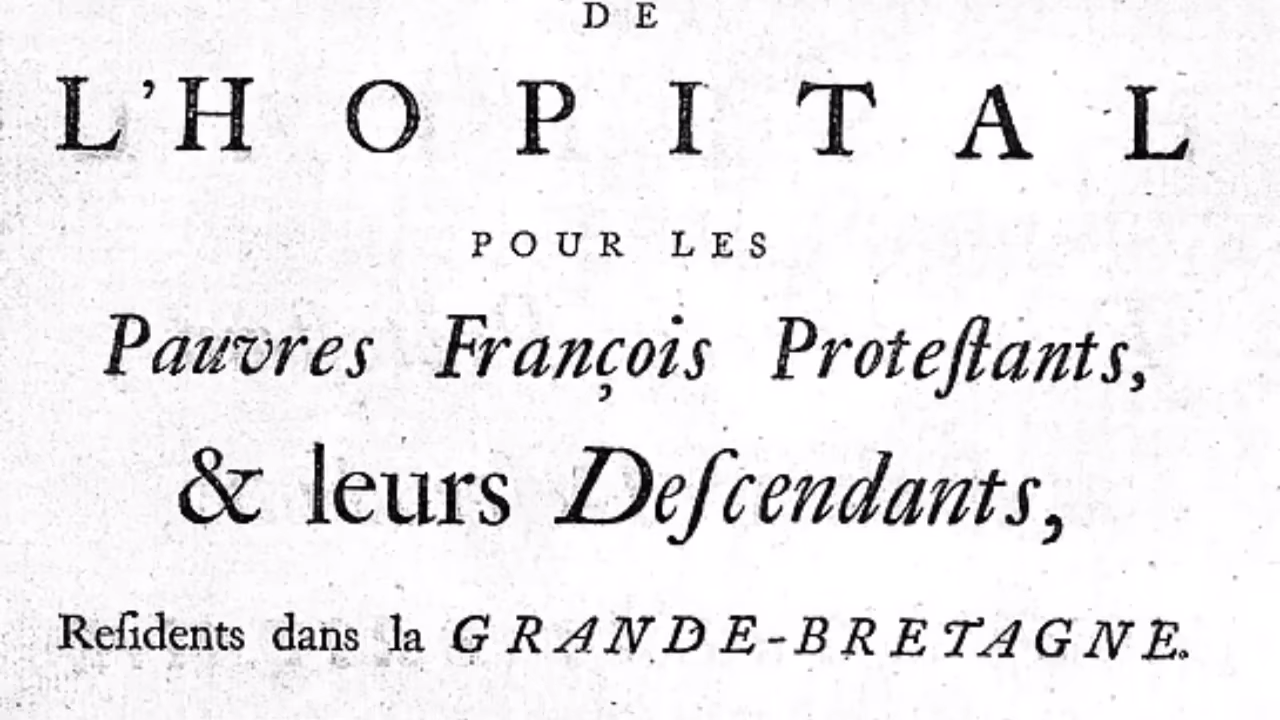 DE
L'HOPITAL
POUR LES
Pauvres François Proteſtants,
& leurs Deſcendants,
Reſidents dans la GRANDE-BRETAGNE.